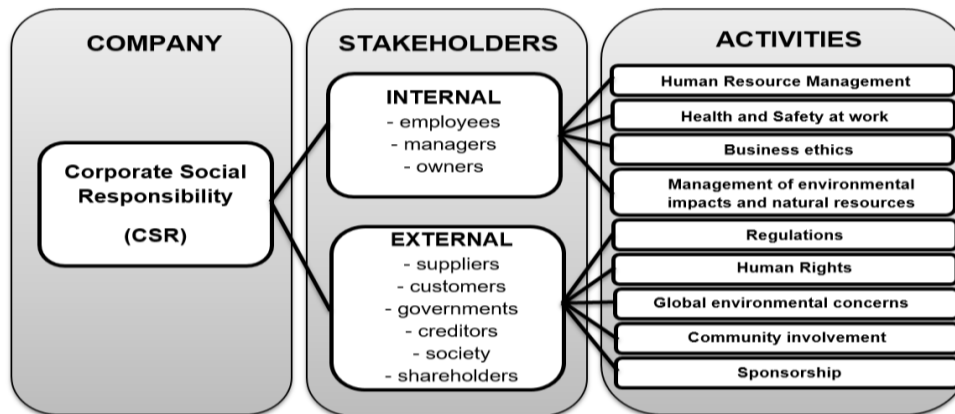 COMPANY
Corporate Social
Responsibility
(CSR)
STAKEHOLDERS
INTERNAL
- employees
- managers
- owners
EXTERNAL
- suppliers
- customers
- governments
- creditors
- society
- shareholders
ACTIVITIES
Human Resource Management
Health and Safety at work
Business ethics
Management of environmental
impacts and natural resources
Regulations
Human Rights
Global environmental concerns
Community involvement
Sponsorship